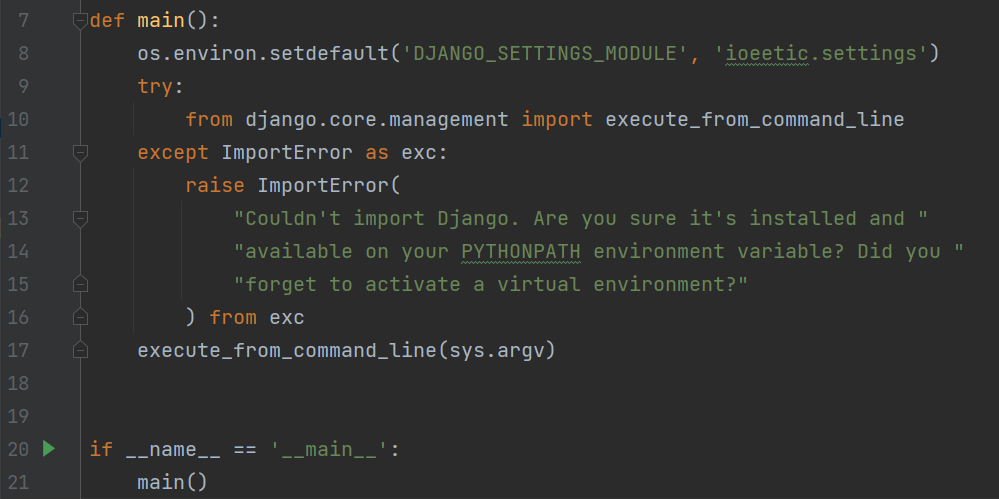 7 def main():
8     os.environ.setdefault('DJANGO_SETTINGS_MODULE', 'ioeetic.settings')
9     try:
10         from django.core.management import execute_from_command_line
11     except ImportError as exc:
12         raise ImportError(
13             "Couldn't import Django. Are you sure it's installed and "
14             "available on your PYTHONPATH environment variable? Did you "
15             "forget to activate a virtual environment?"
16         ) from exc
17     execute_from_command_line(sys.argv)
18
19
20 if __name__ == '__main__':
21     main()